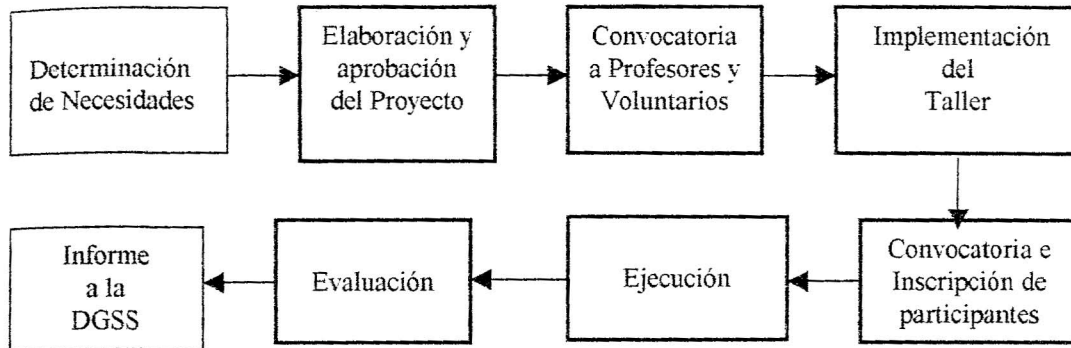 Determinación
de Necesidades
Elaboración y
aprobación
del Proyecto
Convocatoria
a Profesores y
Voluntarios
Implementación
del
Taller
Convocatoria e
Inscripción de
participantes
Ejecución
Evaluación
Informe
a la
DGSS